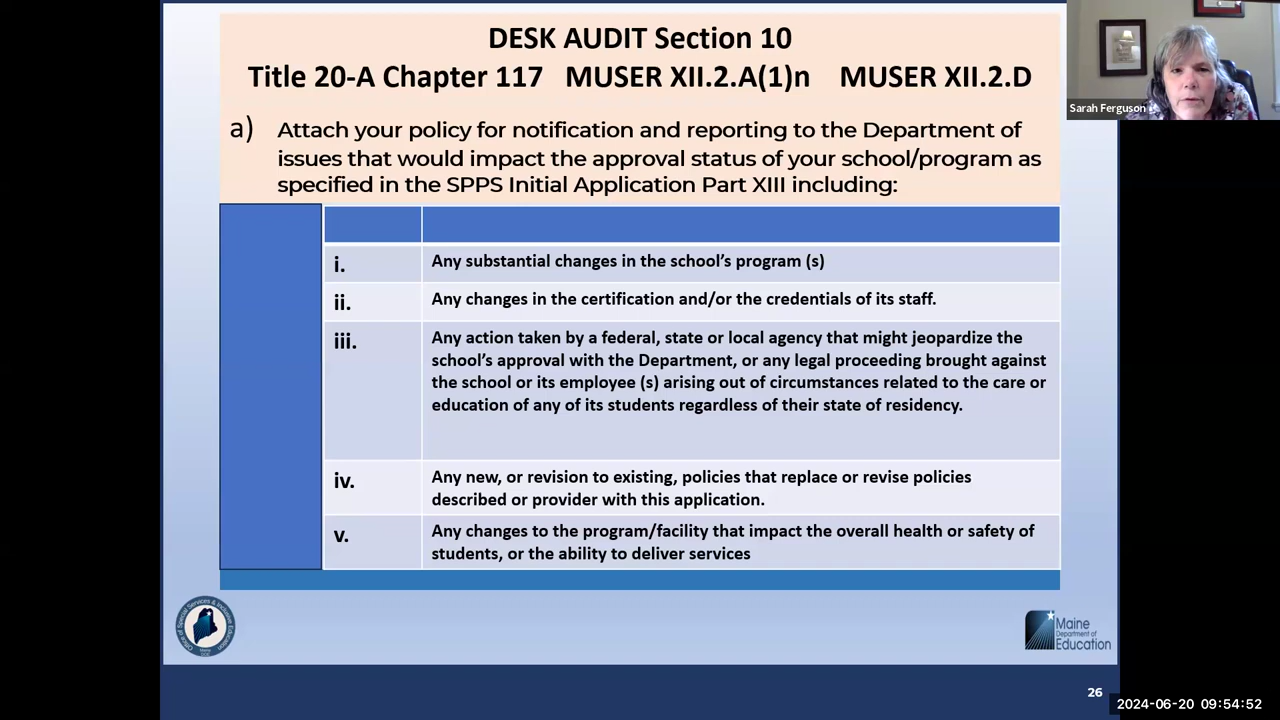 DESK AUDIT Section 10
Title 20-A Chapter 117 MUSER XII.2.A(1)n MUSER XII.2.D
a) Attach your policy for notification and reporting to the Department of
issues that would impact the approval status of your school/program as
specified in the SPPS Initial Application Part XIII including:
i. Any substantial changes in the school's program (s)
ii. Any changes in the certification and/or the credentials of its staff.
iii. Any action taken by a federal, state or local agency that might jeopardize the
school's approval with the Department, or any legal proceeding brought against
the school or its employee (s) arising out of circumstances related to the care or
education of any of its students regardless of their state of residency.
iv. Any new, or revision to existing, policies that replace or revise policies
described or provider with this application.
v. Any changes to the program/facility that impact the overall health or safety of
students, or the ability to deliver services
Sarah Ferguson
Office of Special Services & Inclusive Education
Maine
DOE
Maine
Department of
Education
26
2024-06-20 09:54:52